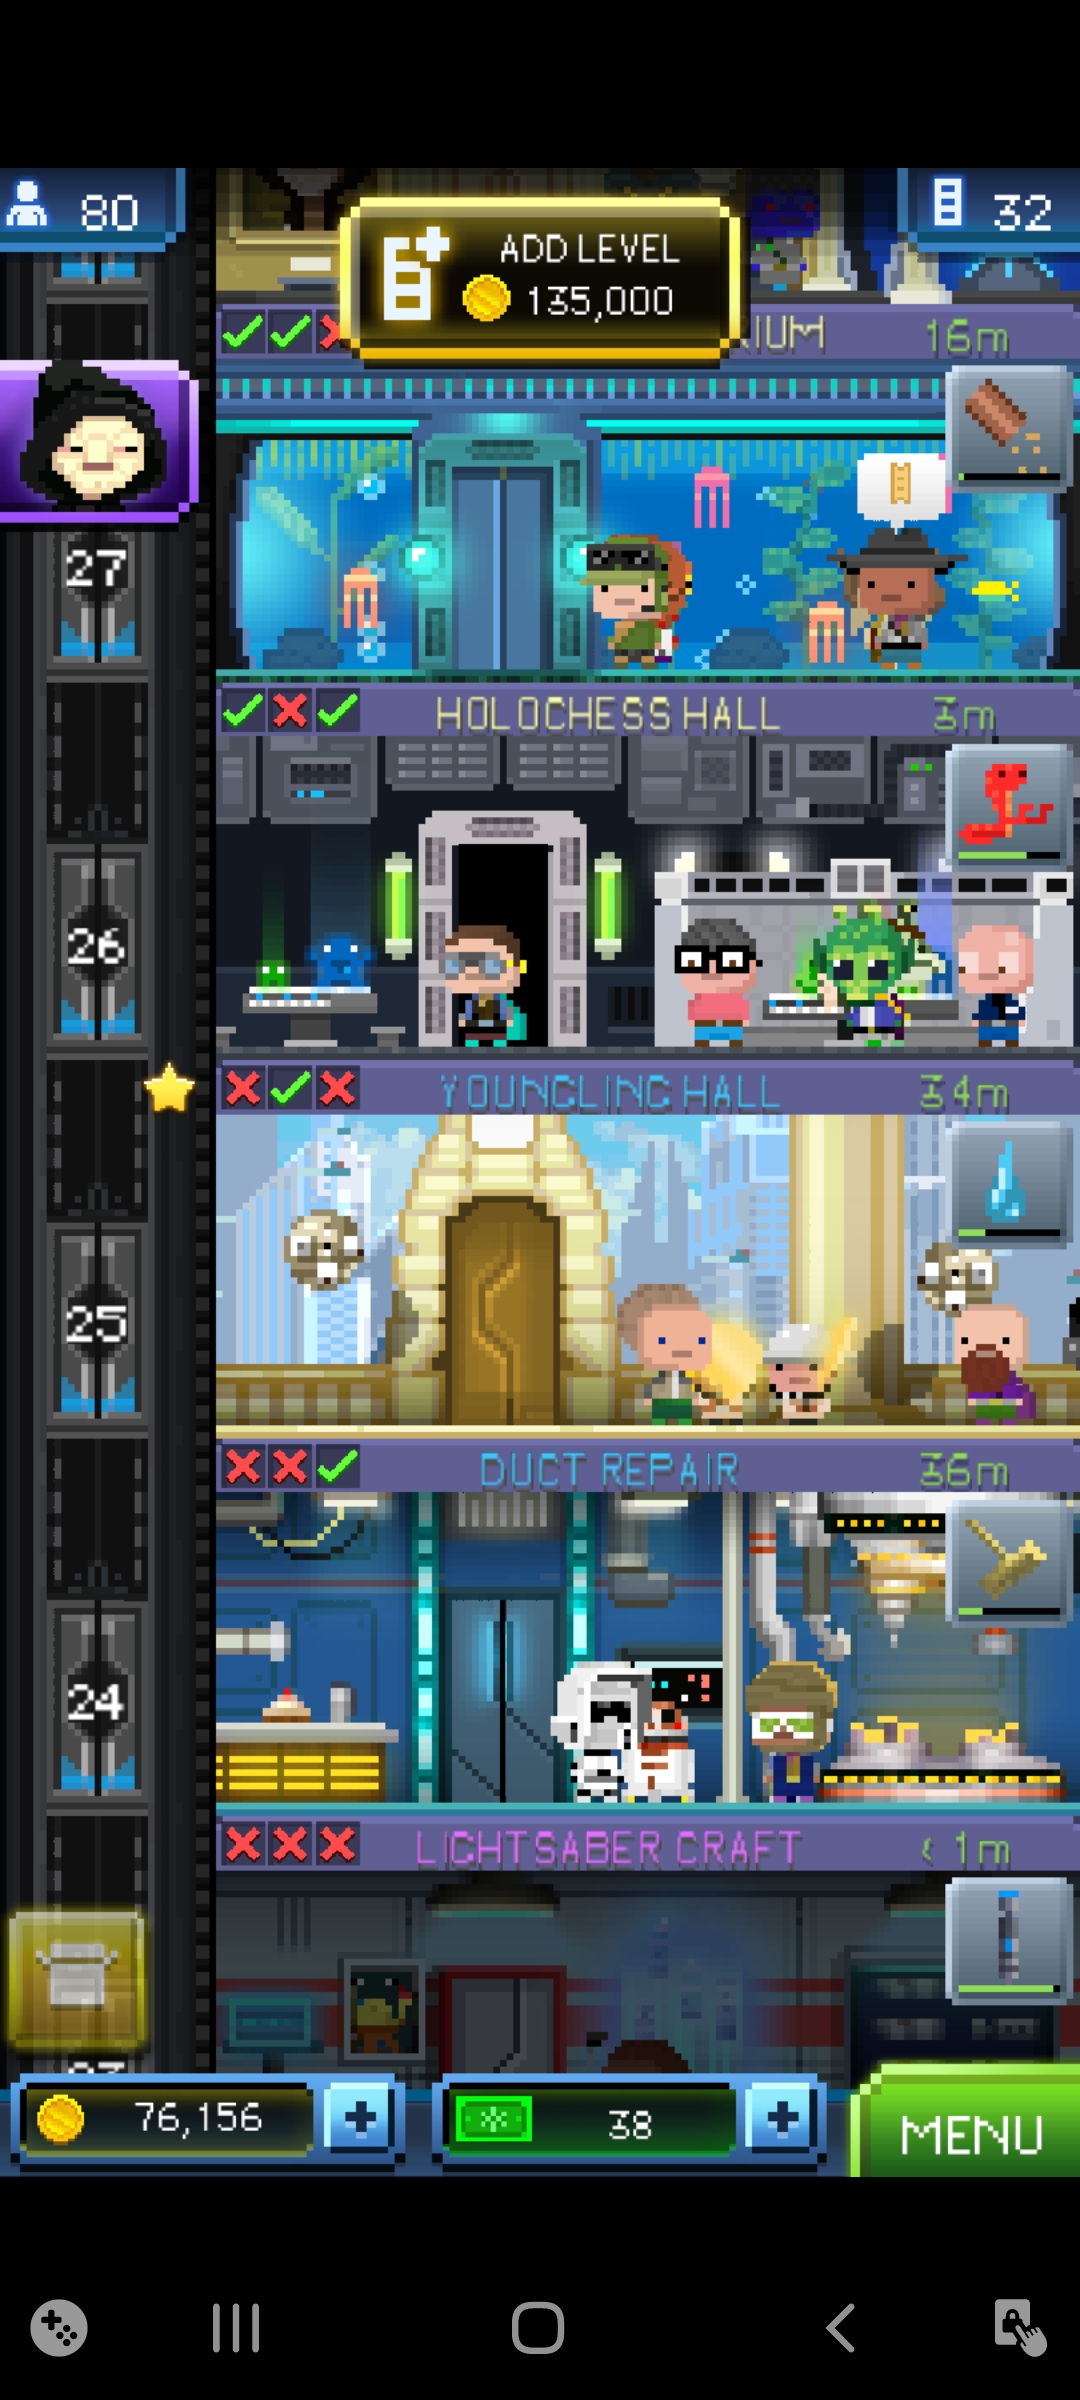 80
32
ADD LEVEL
135,000
RIUM 16m
27
HOLOCHESS HALL 3m
26
YOUNGLING HALL 34m
25
DUCT REPAIR 36m
24
LIGHTSABER CRAFT < 1m
76,156
38
MENU